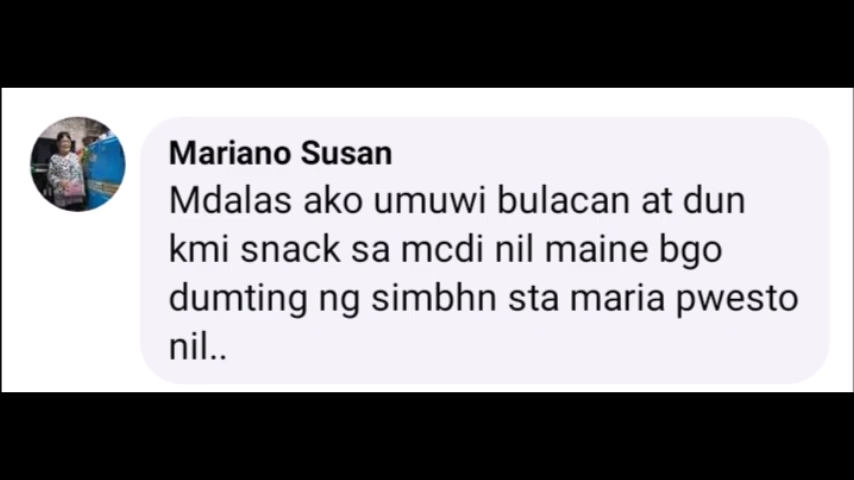 Mariano Susan
Mdalas ako umuwi bulacan at dun
kmi snack sa mcdi nil maine bgo
dumting ng simbhn sta maria pwesto
nil..